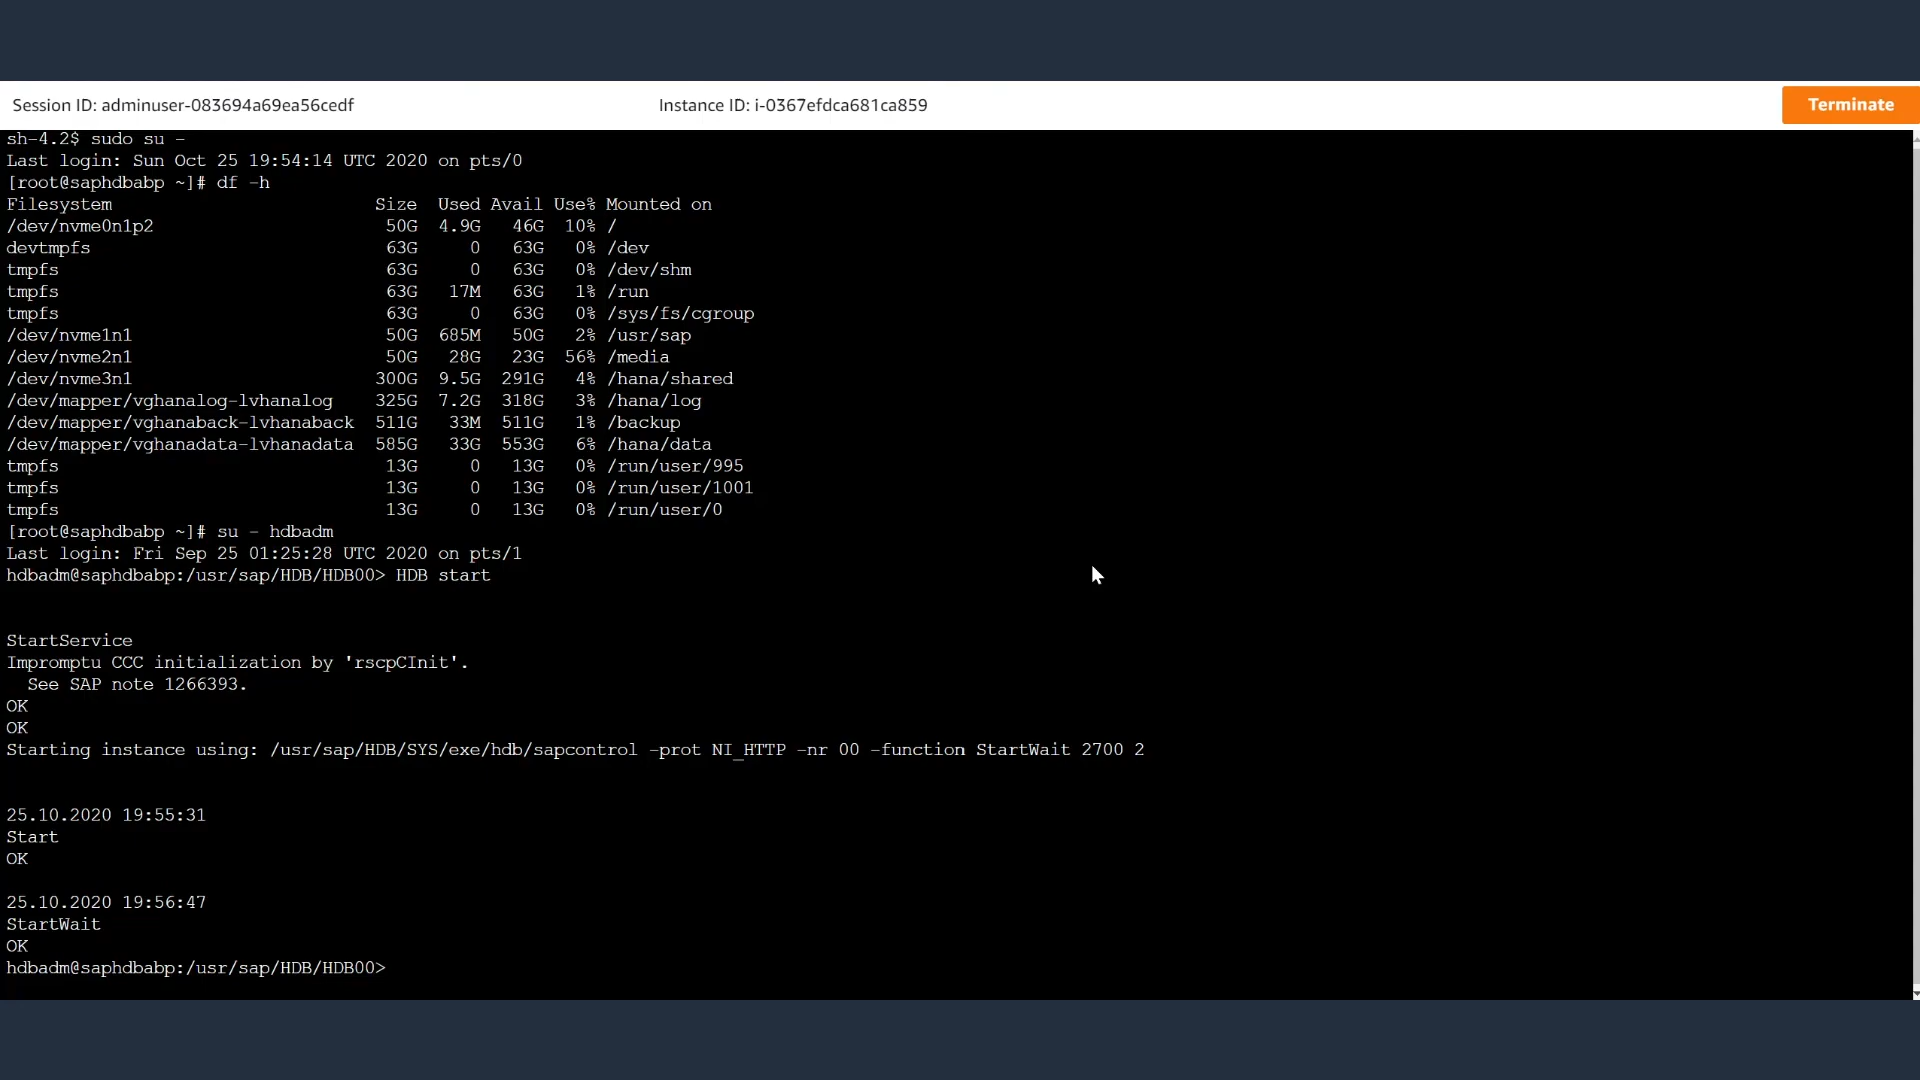 Session ID: adminuser-083694a69ea56cedf Instance ID: i-0367efdca681ca859 Terminate
sh-4.2$ sudo su -
Last login: Sun Oct 25 19:54:14 UTC 2020 on pts/0
[root@saphdbabp ~]# df -h
Filesystem Size Used Avail Use% Mounted on
/dev/nvme0n1p2 50G 4.9G 46G 10% /
devtmpfs 63G 0 63G 0% /dev
tmpfs 63G 0 63G 0% /dev/shm
tmpfs 63G 17M 63G 1% /run
tmpfs 63G 0 63G 0% /sys/fs/cgroup
/dev/nvme1n1 50G 685M 50G 2% /usr/sap
/dev/nvme2n1 50G 28G 23G 56% /media
/dev/nvme3n1 300G 9.5G 291G 4% /hana/shared
/dev/mapper/vghanalog-lvhanalog 325G 7.2G 318G 3% /hana/log
/dev/mapper/vghanaback-lvhanaback 511G 33M 511G 1% /backup
/dev/mapper/vghanadata-lvhanadata 585G 33G 553G 6% /hana/data
tmpfs 13G 0 13G 0% /run/user/995
tmpfs 13G 0 13G 0% /run/user/1001
tmpfs 13G 0 13G 0% /run/user/0
[root@saphdbabp ~]# su - hdbadm
Last login: Fri Sep 25 01:25:28 UTC 2020 on pts/1
hdbadm@saphdbabp:/usr/sap/HDB/HDB00> HDB start
StartService
Impromptu CCC initialization by 'rscpCInit'.
See SAP note 1266393.
OK
OK
Starting instance using: /usr/sap/HDB/SYS/exe/hdb/sapcontrol -prot NI_HTTP -nr 00 -function StartWait 2700 2
25.10.2020 19:55:31
Start
OK
25.10.2020 19:56:47
StartWait
OK
hdbadm@saphdbabp:/usr/sap/HDB/HDB00>